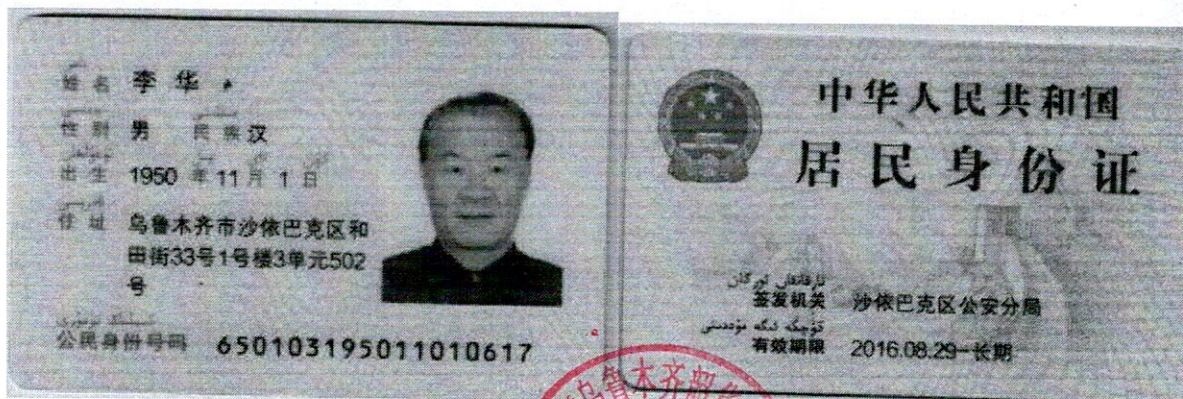 姓名 李华
性别 男 民族 汉
出生 1950 年 11 月 1 日
住址 乌鲁木齐市沙依巴克区和
田街33号1号楼3单元502
号
公民身份号码 650103195011010617
中华人民共和国
居民身份证
签发机关 沙依巴克区公安分局
有效期限 2016.08.29-长期
乌鲁木齐